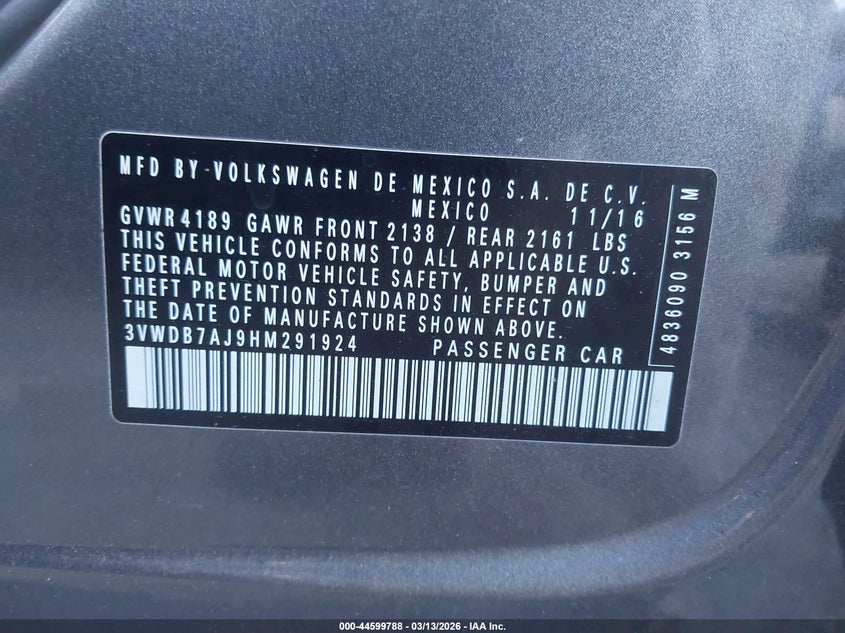 MFD BY-VOLKSWAGEN DE MEXICO S.A. DE C.V.
MEXICO 11/16
GVWR 4189 GAWR FRONT 2138 / REAR 2161 LBS
THIS VEHICLE CONFORMS TO ALL APPLICABLE U.S.
FEDERAL MOTOR VEHICLE SAFETY, BUMPER AND
THEFT PREVENTION STANDARDS IN EFFECT ON
THE DATE OF MANUFACTURE SHOWN ABOVE.
3VWDB7AJ9HM291924 PASSENGER CAR
4836090 3156 M
000-44599788 - 03/13/2026 - IAA Inc.